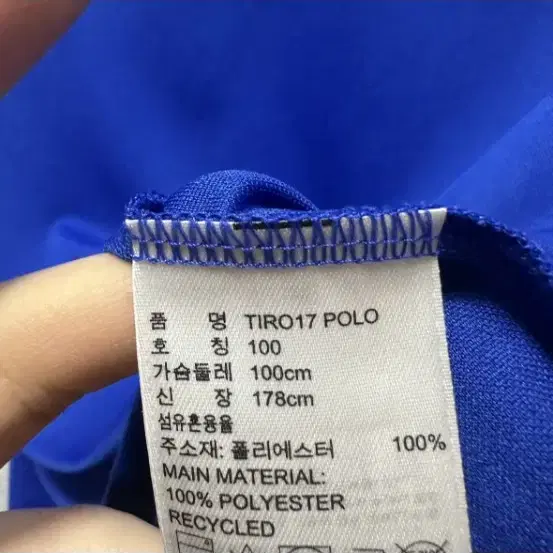 품 명 TIRO17 POLO
호 칭 100
가슴둘레 100cm
신 장 178cm
섬유혼용율
주소재: 폴리에스터 100%
MAIN MATERIAL:
100% POLYESTER
RECYCLED